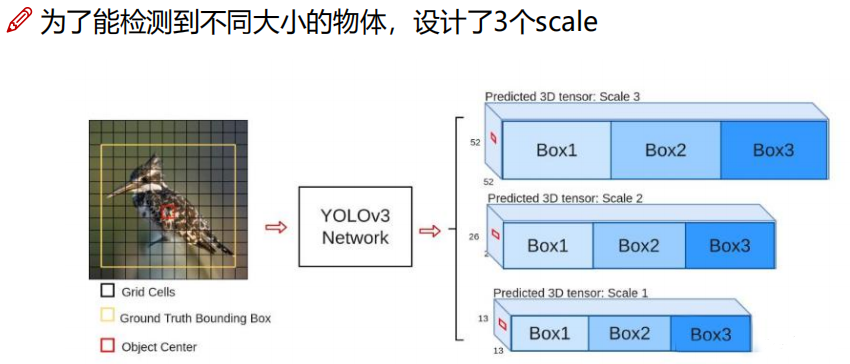 为了能检测到不同大小的物体，设计了3个scale
Predicted 3D tensor: Scale 3
52
52
Box1
Box2
Box3
YOLOv3
Network
Predicted 3D tensor: Scale 2
26
2
Box1
Box2
Box3
Grid Cells
Ground Truth Bounding Box
Object Center
Predicted 3D tensor: Scale 1
13
13
Box1
Box2
Box3